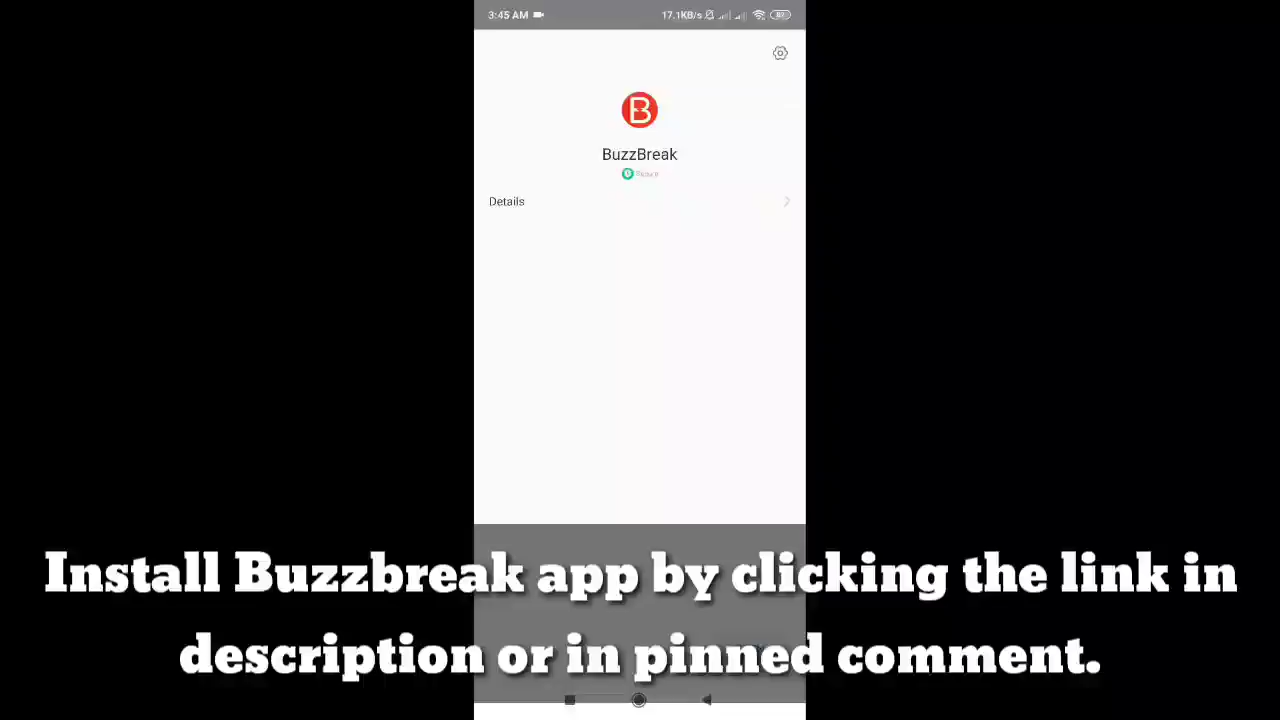 3:45 AM 17.1KB/s
B
BuzzBreak
Details
Install Buzzbreak app by clicking the link in
description or in pinned comment.